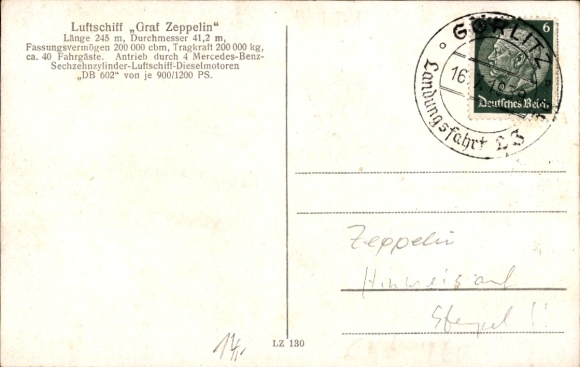 Luftschiff „Graf Zeppelin“
Länge 245 m, Durchmesser 41,2 m,
Fassungsvermögen 200 000 cbm, Tragkraft 200 000 kg,
ca. 40 Fahrgäste. Antrieb durch 4 Mercedes-Benz-
Sechzehnzylinder-Luftschiff-Dieselmotoren
„DB 602“ von je 900/1200 PS.
GÖRLITZ
6
Deutsches Reich
Landungsfahrt LZ
Zeppelin
Hinweis auf
Stempel!!
LZ 130